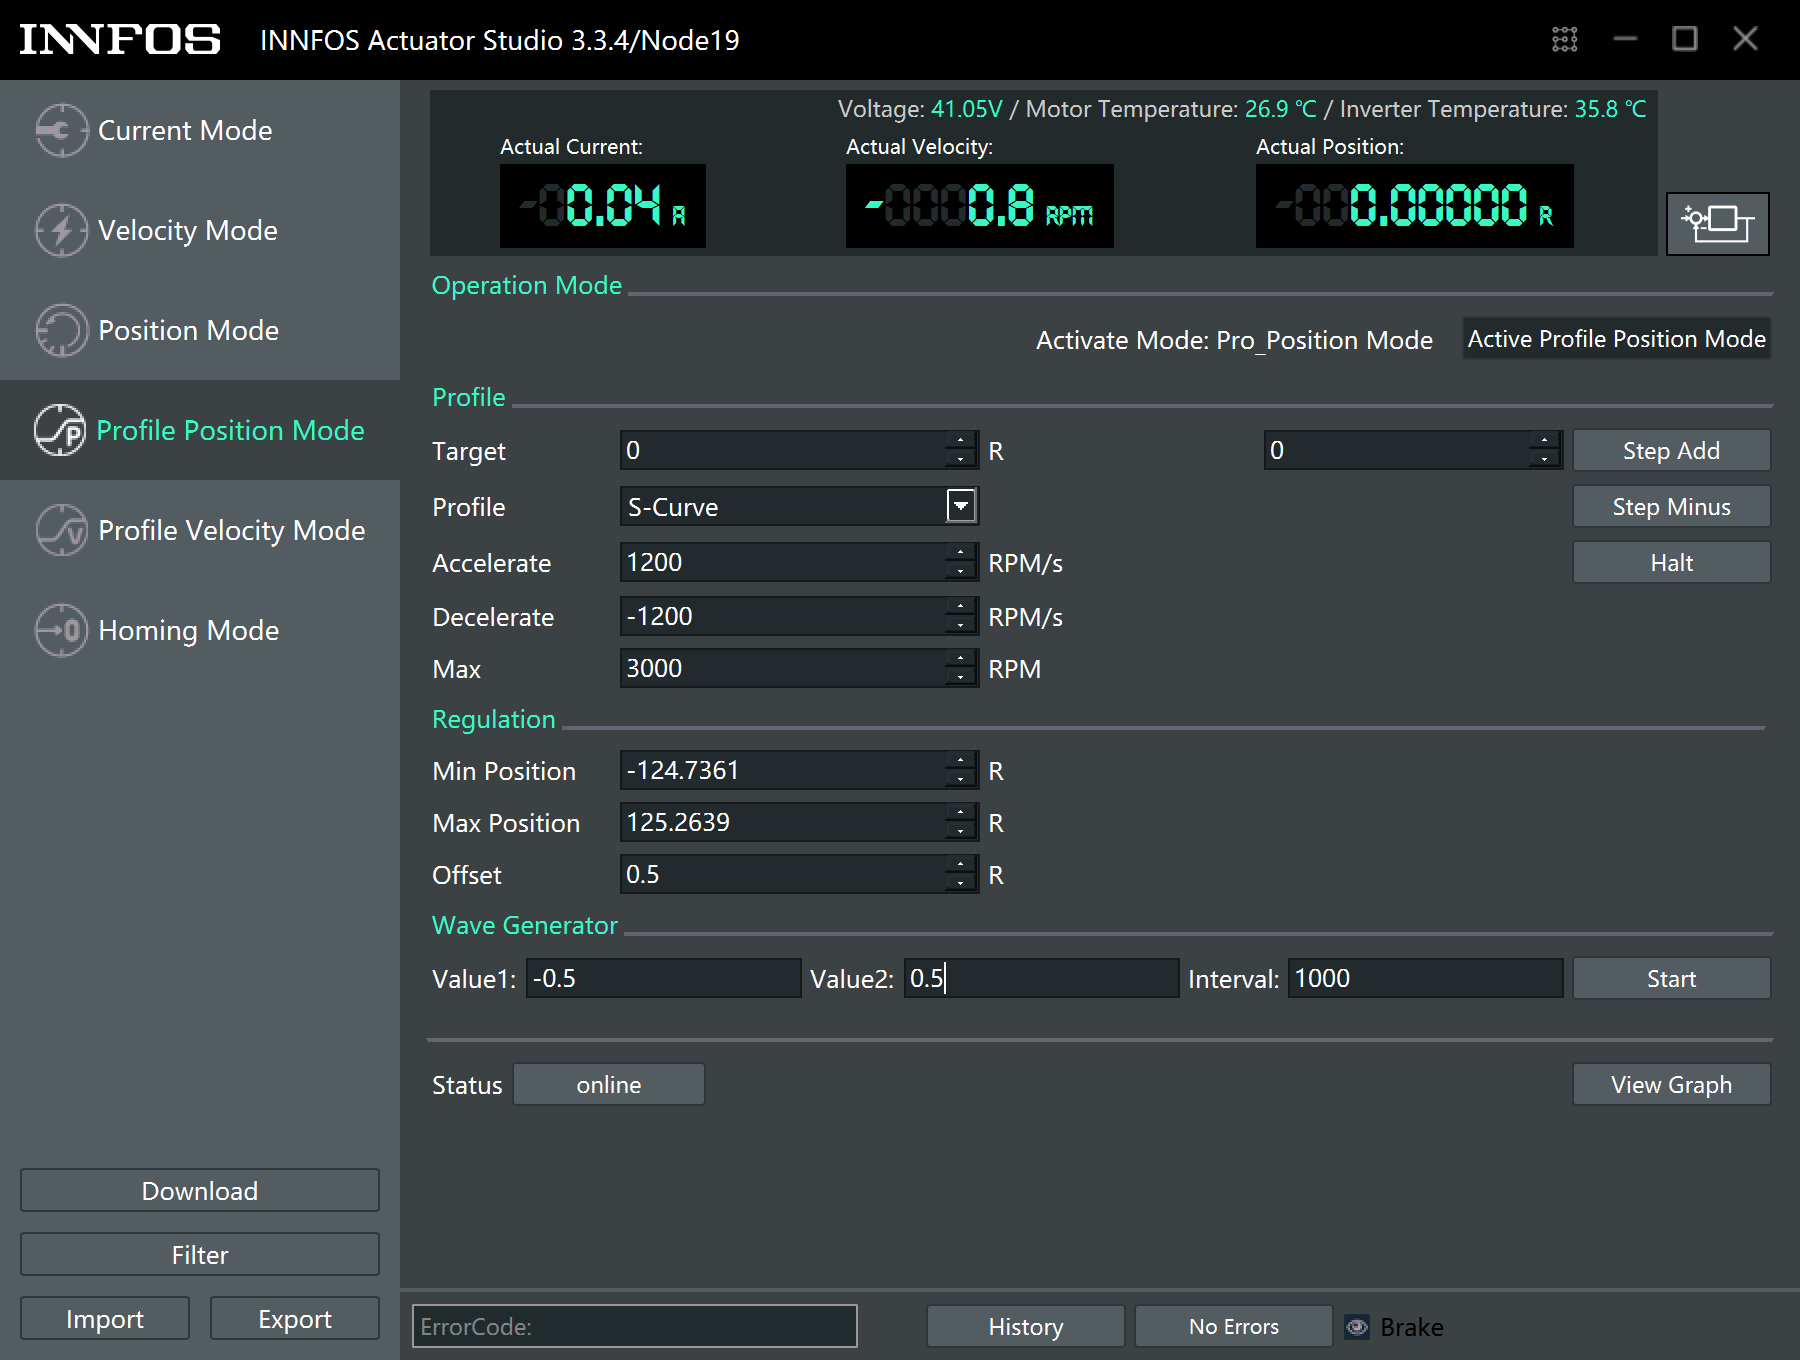 INNFOS INNFOS Actuator Studio 3.3.4/Node19
Current Mode
Velocity Mode
Position Mode
Profile Position Mode
Profile Velocity Mode
Homing Mode
Download
Filter
Import Export
Voltage: 41.05V / Motor Temperature: 26.9 ℃ / Inverter Temperature: 35.8 ℃
Actual Current: Actual Velocity: Actual Position:
0.04 A -0.8 RPM 0.00000 R
Operation Mode
Activate Mode: Pro_Position Mode Active Profile Position Mode
Profile
Target 0 R 0 Step Add
Profile S-Curve Step Minus
Accelerate 1200 RPM/s Halt
Decelerate -1200 RPM/s
Max 3000 RPM
Regulation
Min Position -124.7361 R
Max Position 125.2639 R
Offset 0.5 R
Wave Generator
Value1: -0.5 Value2: 0.5 Interval: 1000 Start
Status online View Graph
ErrorCode: History No Errors Brake